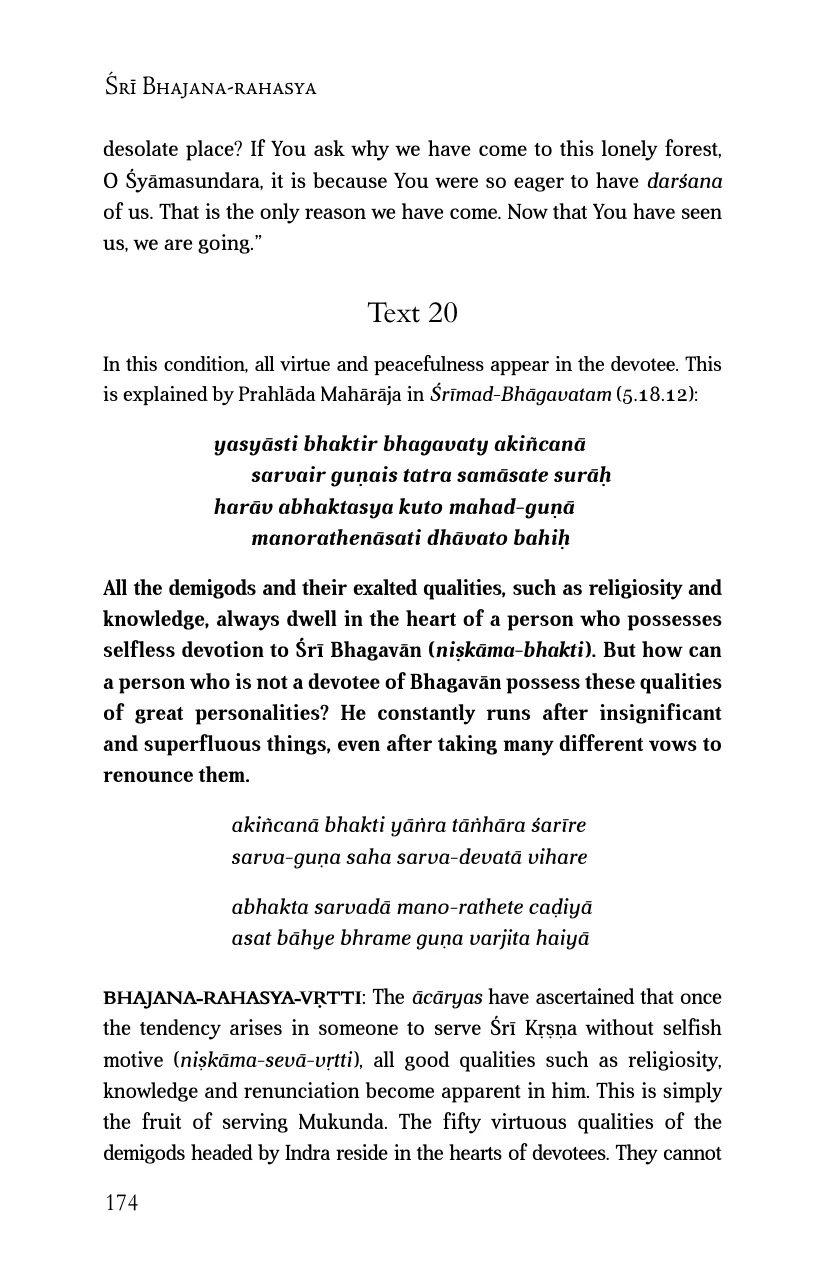 Śrī Bhajana-rahasya
desolate place? If You ask why we have come to this lonely forest,
O Śyāmasundara, it is because You were so eager to have darśana
of us. That is the only reason we have come. Now that You have seen
us, we are going.”
Text 20
In this condition, all virtue and peacefulness appear in the devotee. This
is explained by Prahlāda Mahārāja in Śrīmad-Bhāgavatam (5.18.12):
yasyāsti bhaktir bhagavaty akiñcanā
sarvair guṇais tatra samāsate surāḥ
harāv abhaktasya kuto mahad-guṇā
manorathenāsati dhāvato bahiḥ
All the demigods and their exalted qualities, such as religiosity and
knowledge, always dwell in the heart of a person who possesses
selfless devotion to Śrī Bhagavān (niṣkāma-bhakti). But how can
a person who is not a devotee of Bhagavān possess these qualities
of great personalities? He constantly runs after insignificant
and superfluous things, even after taking many different vows to
renounce them.
akiñcanā bhakti yāṅra tāṅhāra śarīre
sarva-guṇa saha sarva-devatā vihare
abhakta sarvadā mano-rathete caḍiyā
asat bāhye bhrame guṇa varjita haiyā
BHAJANA-RAHASYA-VṚTTI: The ācāryas have ascertained that once
the tendency arises in someone to serve Śrī Kṛṣṇa without selfish
motive (niṣkāma-sevā-vṛtti), all good qualities such as religiosity,
knowledge and renunciation become apparent in him. This is simply
the fruit of serving Mukunda. The fifty virtuous qualities of the
demigods headed by Indra reside in the hearts of devotees. They cannot
174